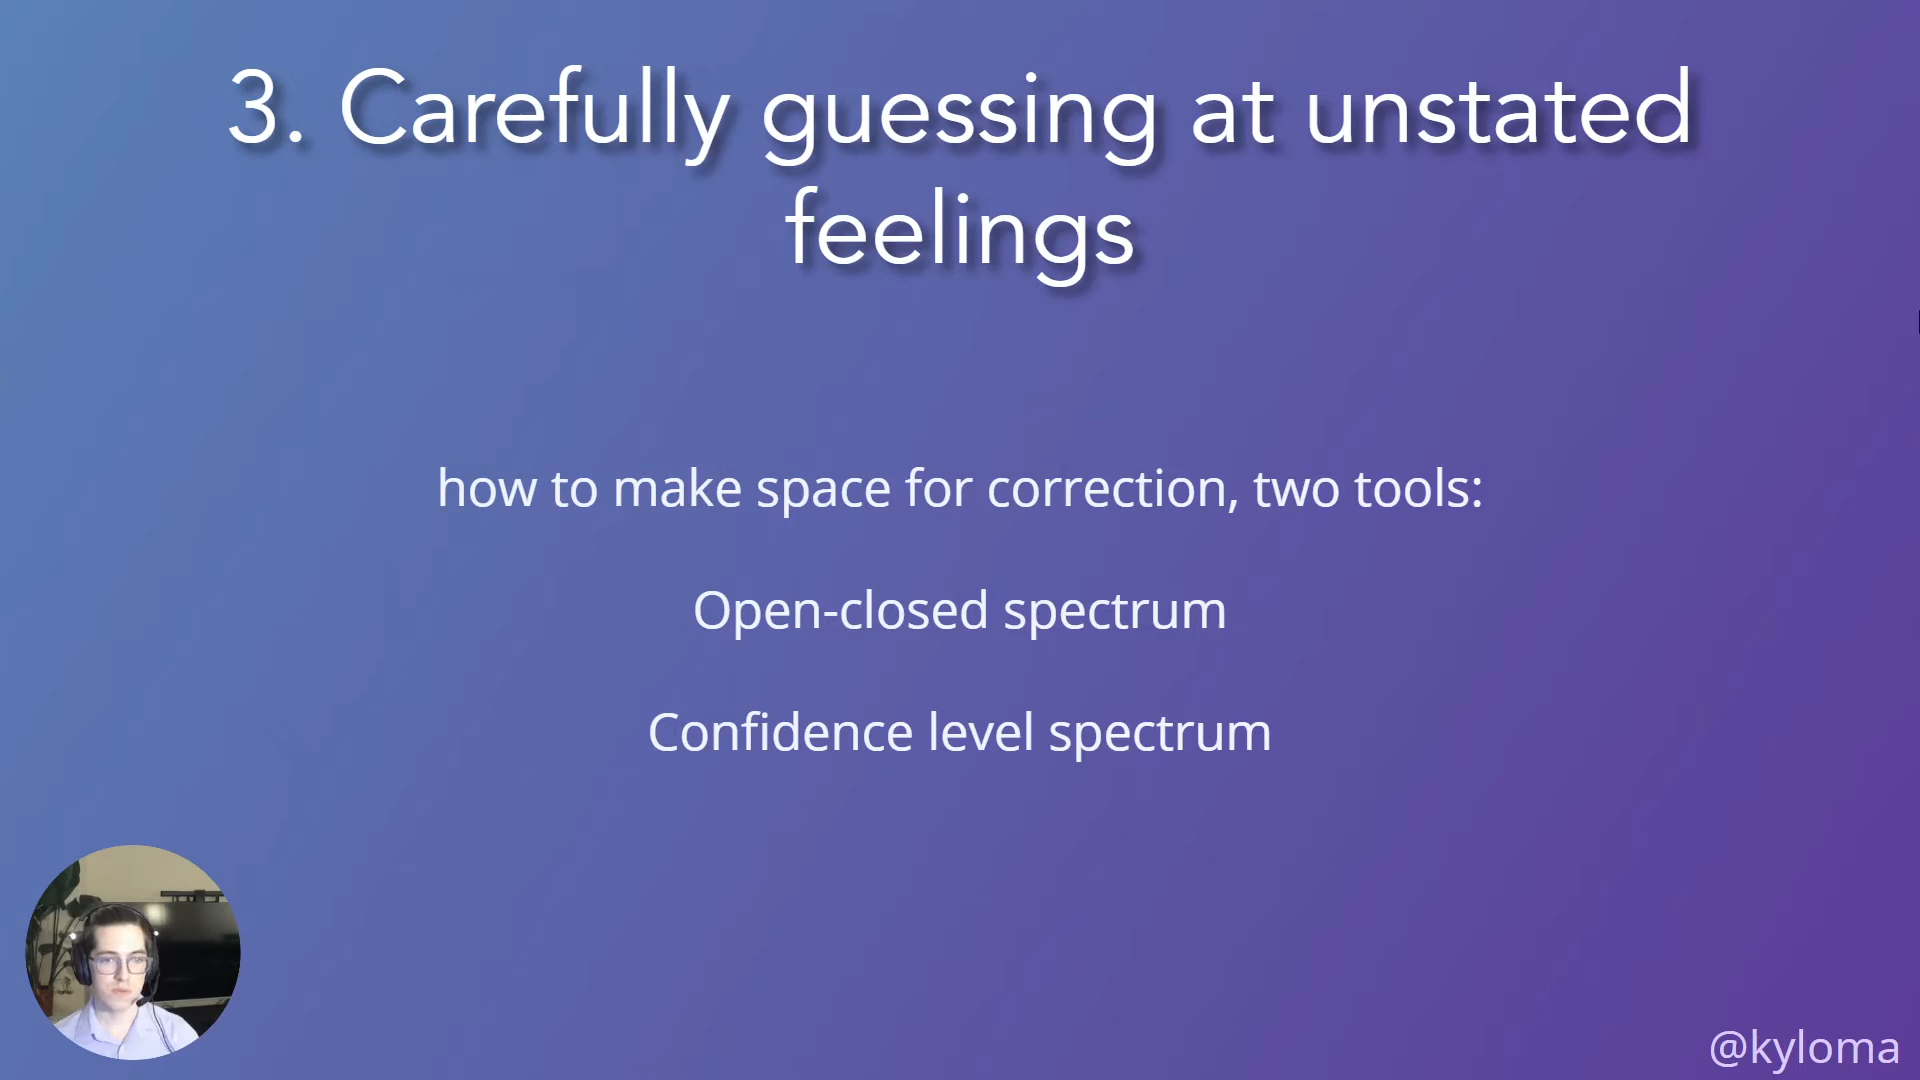 3. Carefully guessing at unstated
feelings
how to make space for correction, two tools:
Open-closed spectrum
Confidence level spectrum
@kyloma